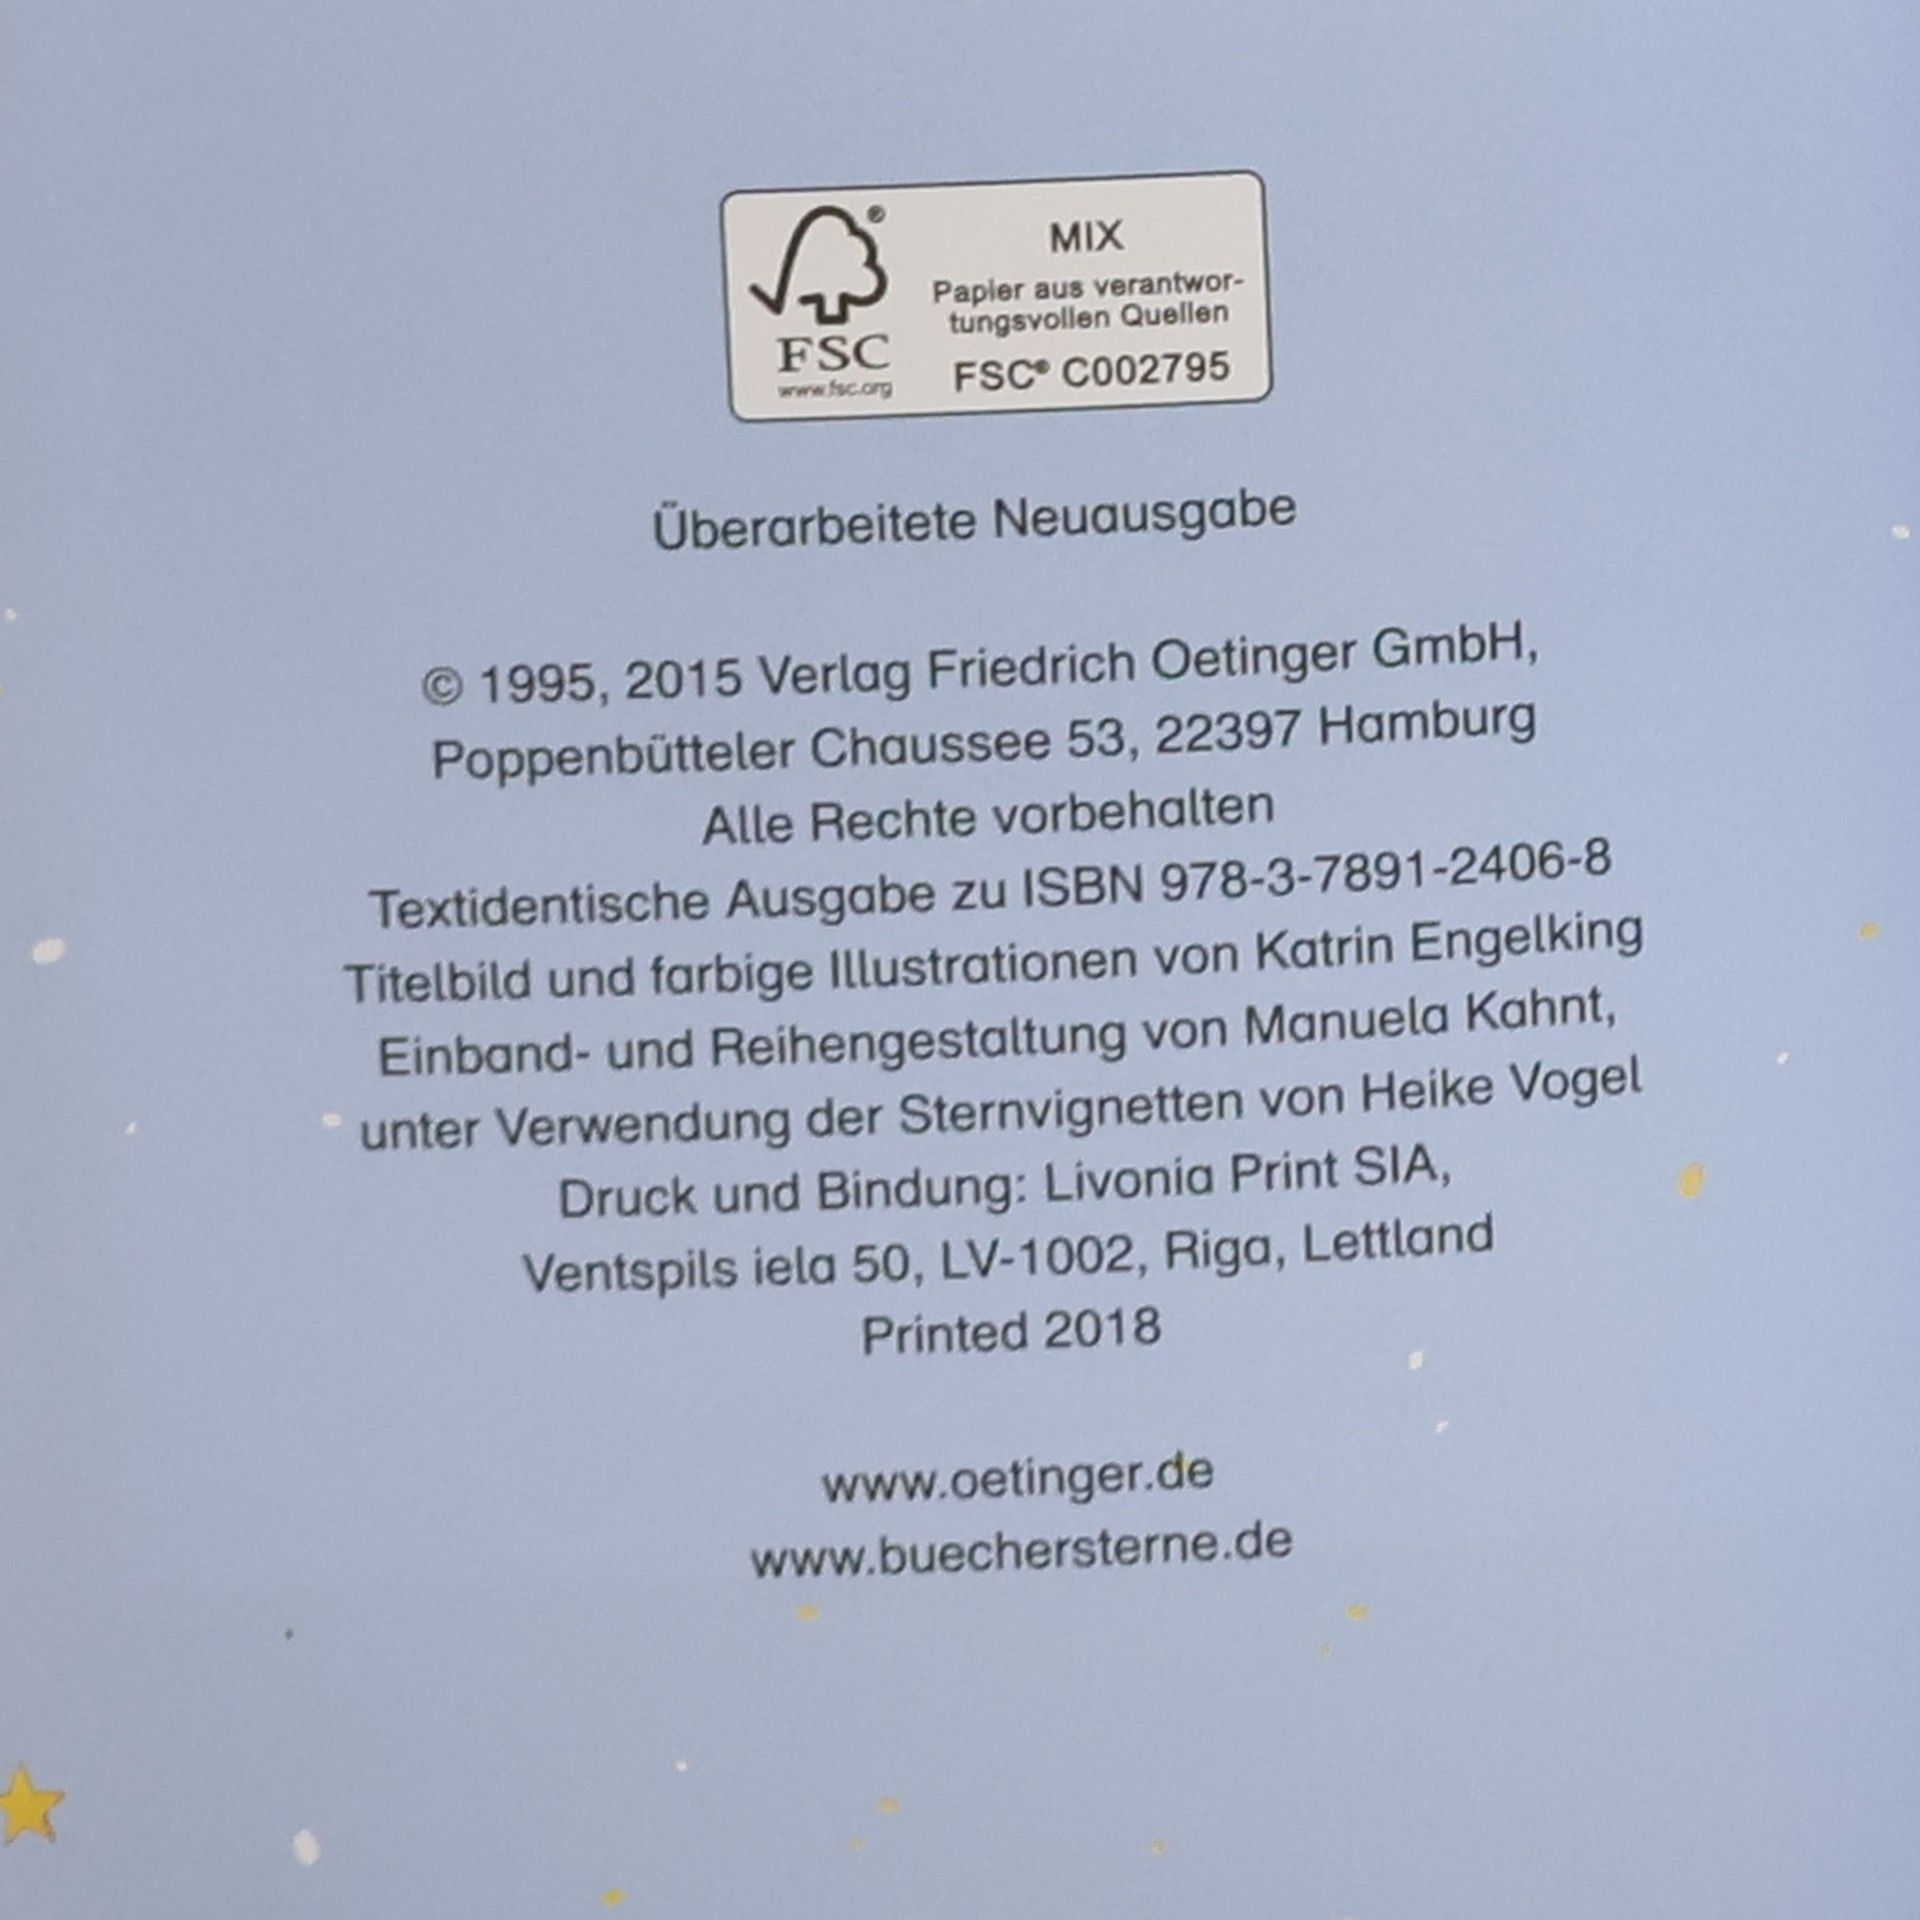 MIX
Papier aus verantwor-
tungsvollen Quellen
FSC® C002795
®
FSC
www.fsc.org
Überarbeitete Neuausgabe
© 1995, 2015 Verlag Friedrich Oetinger GmbH,
Poppenbütteler Chaussee 53, 22397 Hamburg
Alle Rechte vorbehalten
Textidentische Ausgabe zu ISBN 978-3-7891-2406-8
Titelbild und farbige Illustrationen von Katrin Engelking
Einband- und Reihengestaltung von Manuela Kahnt,
unter Verwendung der Sternvignetten von Heike Vogel
Druck und Bindung: Livonia Print SIA,
Ventspils iela 50, LV-1002, Riga, Lettland
Printed 2018
www.oetinger.de
www.buechersterne.de